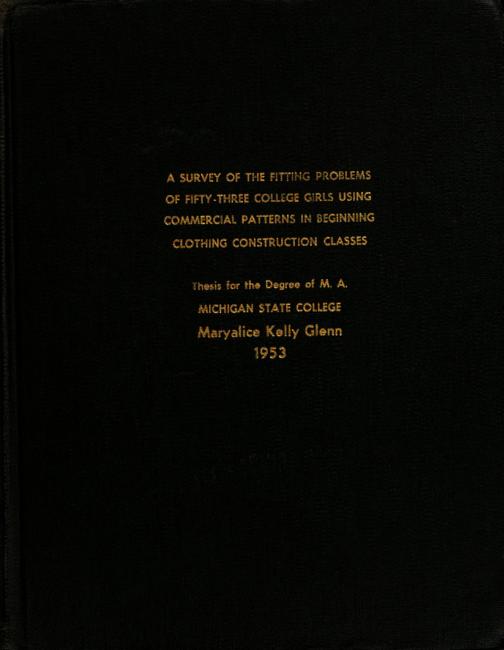 A SURVEY OF THE FITTING PROBLEMS
OF FIFTY-THREE COLLEGE GIRLS USING
COMMERCIAL PATTERNS IN BEGINNING
CLOTHING CONSTRUCTION CLASSES
Thesis for the Degree of M. A.
MICHIGAN STATE COLLEGE
Maryalice Kelly Glenn
1953